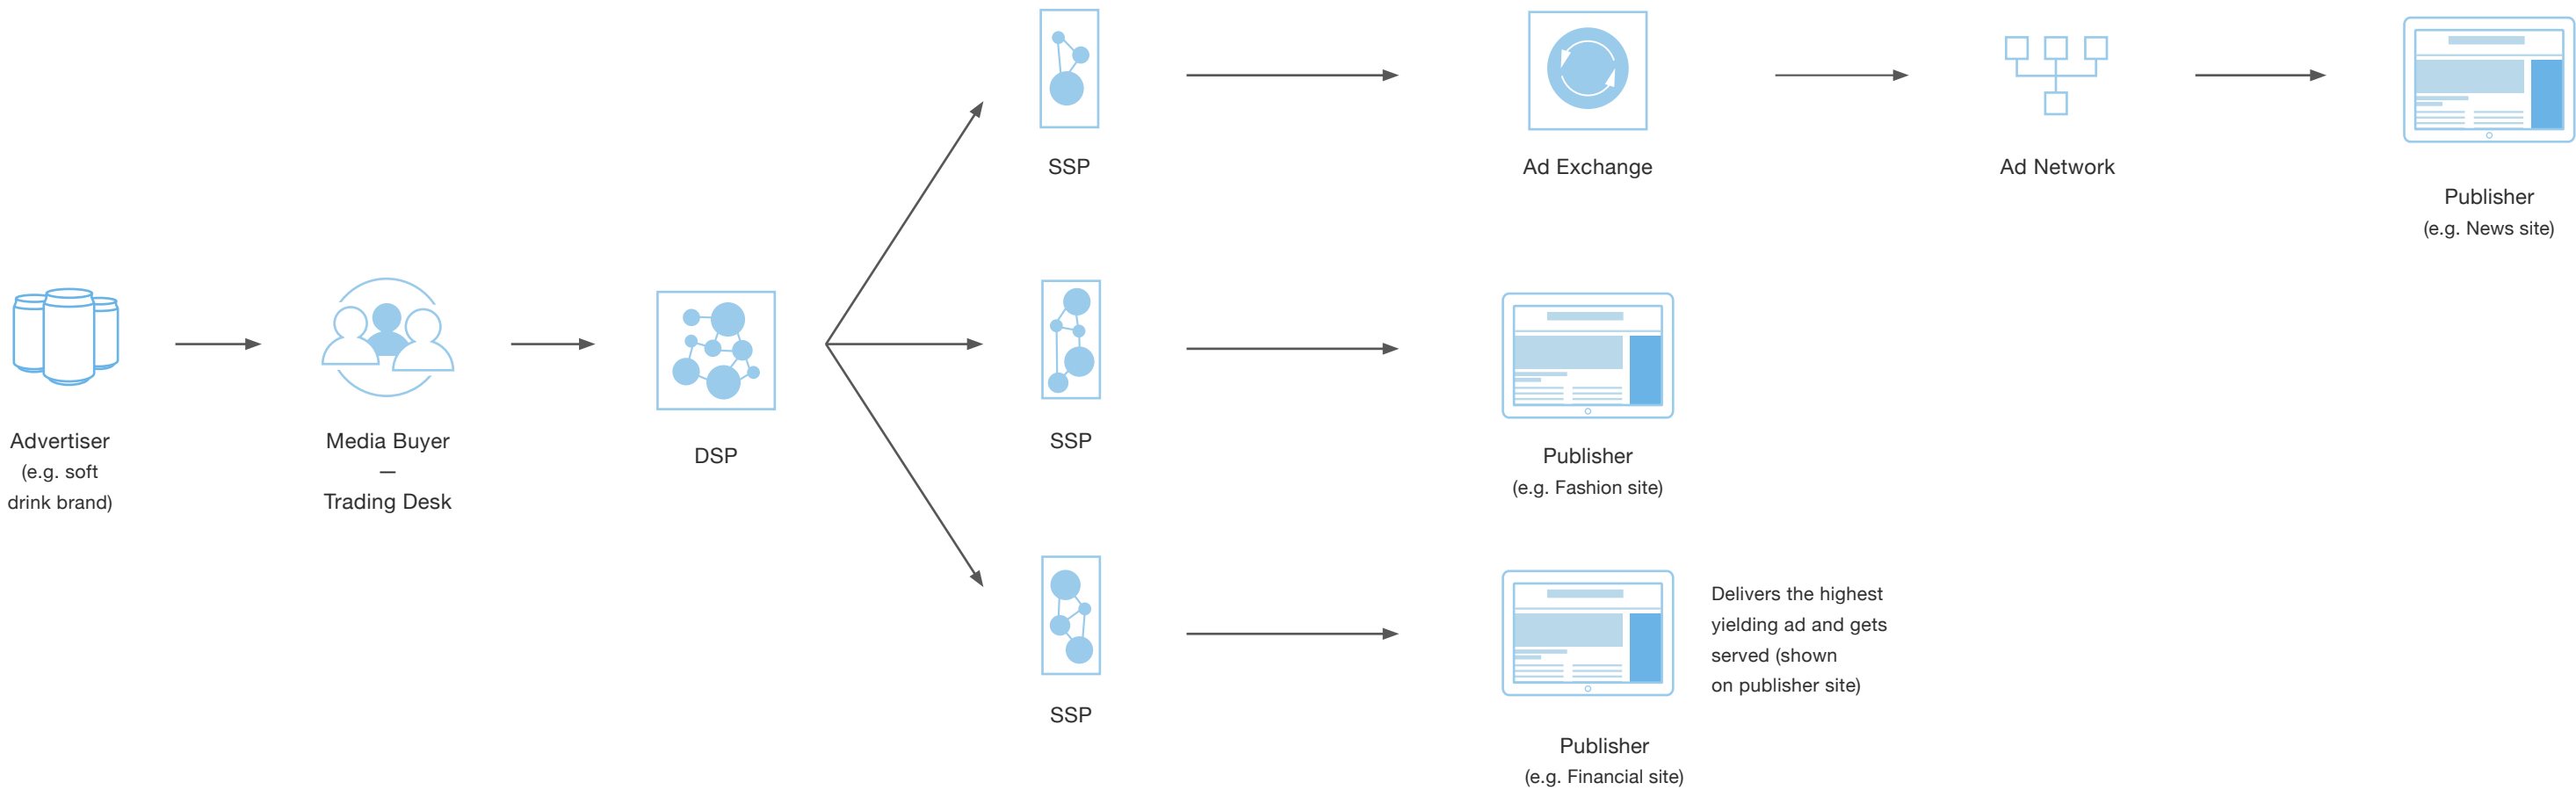 SSP
Ad Exchange
Ad Network
Publisher
(e.g. News site)
Advertiser
(e.g. soft
drink brand)
Media Buyer
—
Trading Desk
DSP
SSP
Publisher
(e.g. Fashion site)
SSP
Publisher
(e.g. Financial site)
Delivers the highest
yielding ad and gets
served (shown
on publisher site)